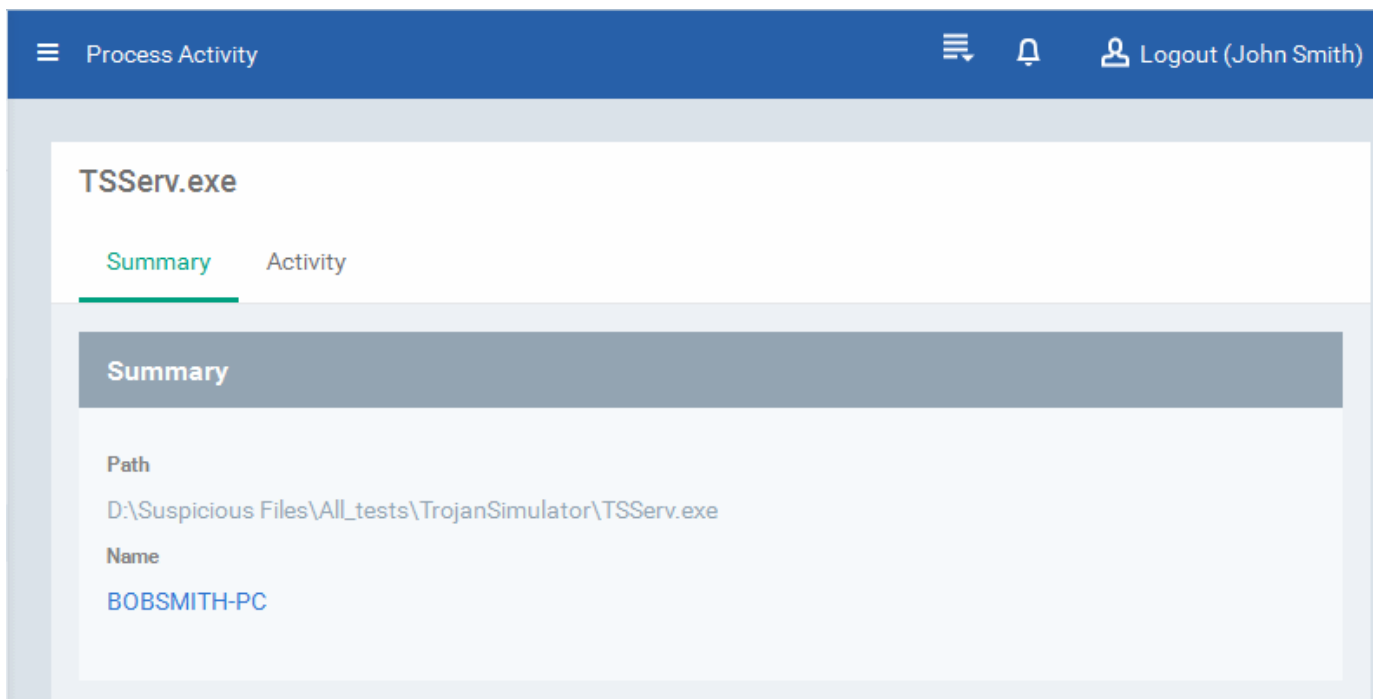 Process Activity
Logout (John Smith)
TSServ.exe
Summary
Activity
Summary
Path
D:\Suspicious Files\All_tests\TrojanSimulator\TSServ.exe
Name
BOBSMITH-PC